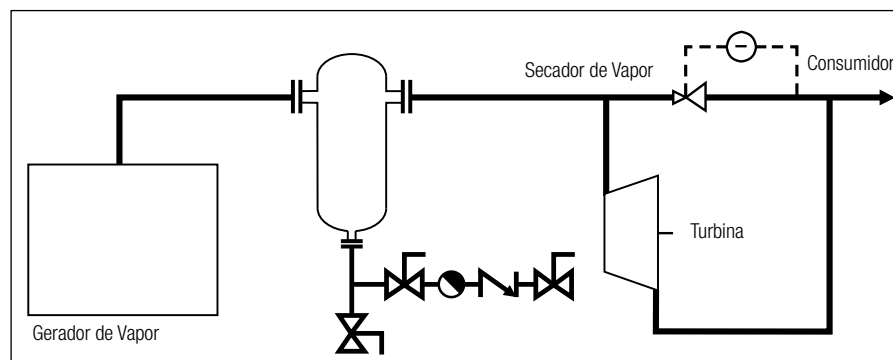 Secador de Vapor
Consumidor
Turbina
Gerador de Vapor